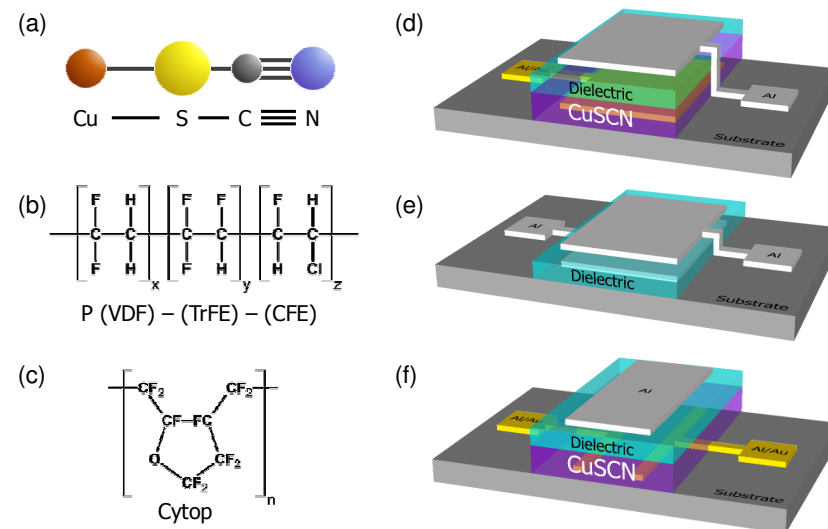 (a)
Cu S C N
(b)
F H F F F H
C C C C C C
F H F H H Cl
x y z
P (VDF) – (TrFE) – (CFE)
(c)
CF2 CF2
CF FC
O CF2
CF2
n
Cytop
(d)
Al/Au
Al
Dielectric
CuSCN
Substrate
(e)
Al
Al
Dielectric
Substrate
(f)
Al
Al/Au
Al/Au
Dielectric
CuSCN
Substrate